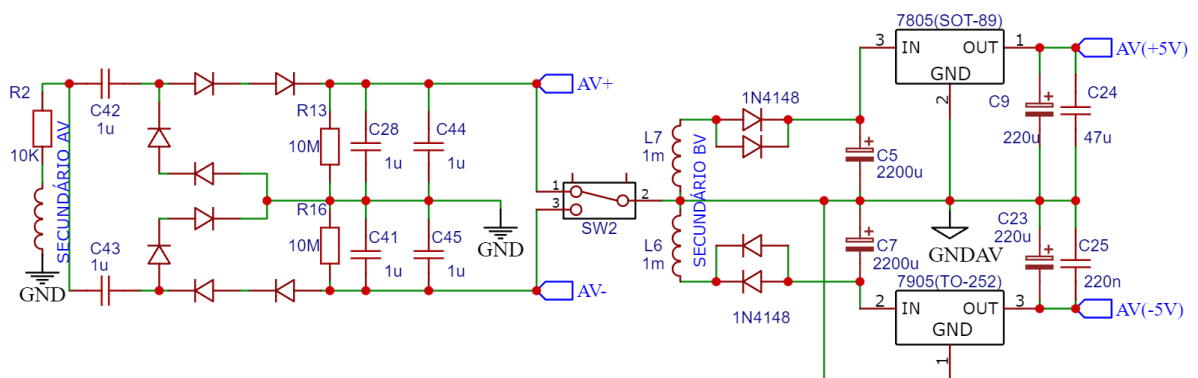 7805(SOT-89)
3 IN OUT 1
GND
2
AV(+5V)
R2
10K
C42
1u
SECUNDÁRIO AV
GND
C43
1u
R13
10M
C28
1u
C44
1u
R16
10M
C41
1u
C45
1u
AV+
1
3
2
SW2
GND
AV-
1N4148
L7
1m
SECUNDÁRIO BV
L6
1m
1N4148
C5
2200u
C7
2200u
C9
220u
C24
47u
GNDAV
C23
220u
C25
220n
7905(TO-252)
2 IN OUT 3
GND
1
AV(-5V)